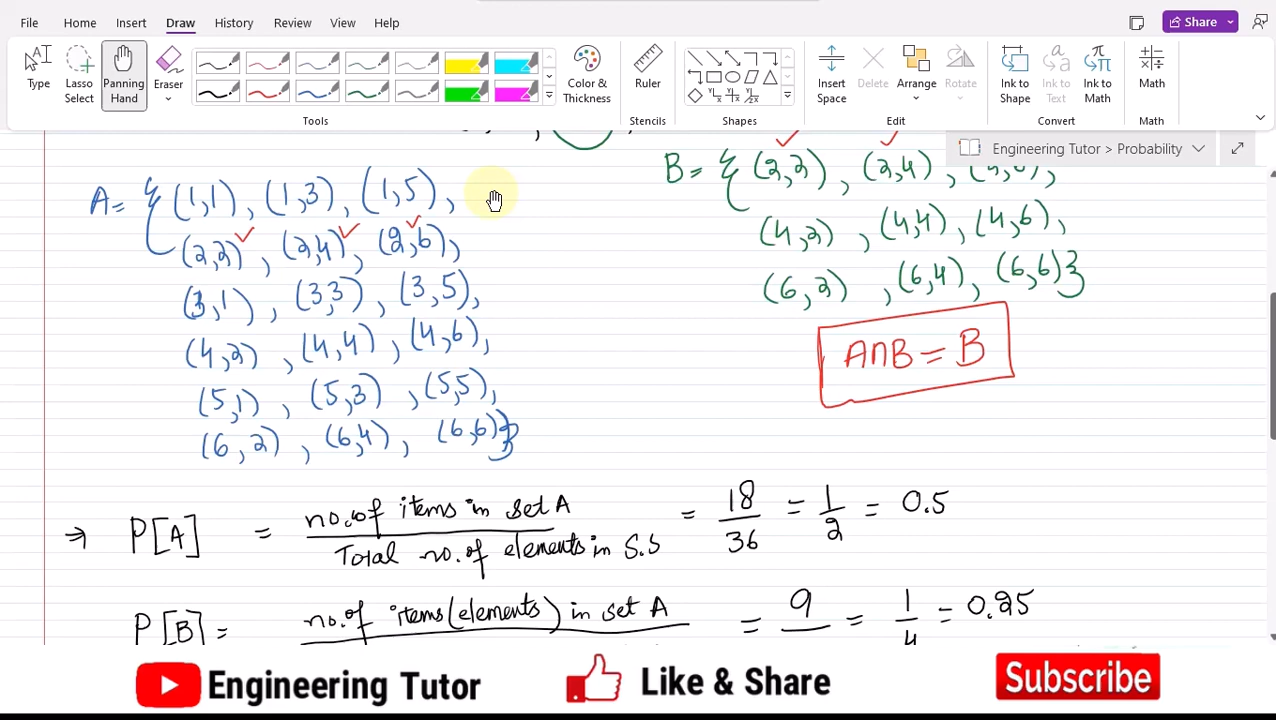 File Home Insert Draw History Review View Help
Share
Type
Lasso Select
Panning Hand
Eraser
Color & Thickness
Ruler
Insert Space
Delete
Arrange
Rotate
Ink to Shape
Ink to Text
Ink to Math
Math
Tools
Stencils
Shapes
Edit
Convert
Math
Engineering Tutor > Probability
A= { (1,1), (1,3), (1,5),
(2,2), (2,4), (2,6),
(3,1), (3,3), (3,5),
(4,2), (4,4), (4,6),
(5,1), (5,3), (5,5),
(6,2), (6,4), (6,6)}
B= { (2,2), (2,4),
(4,2), (4,4), (4,6),
(6,2), (6,4), (6,6)}
A∩B = B
⇒ P[A] = no. of items in set A / Total no. of elements in S.S = 18/36 = 1/2 = 0.5
P[B]= no. of items(elements) in set A = 9 = 1/4 = 0.25
Engineering Tutor
Like & Share
Subscribe